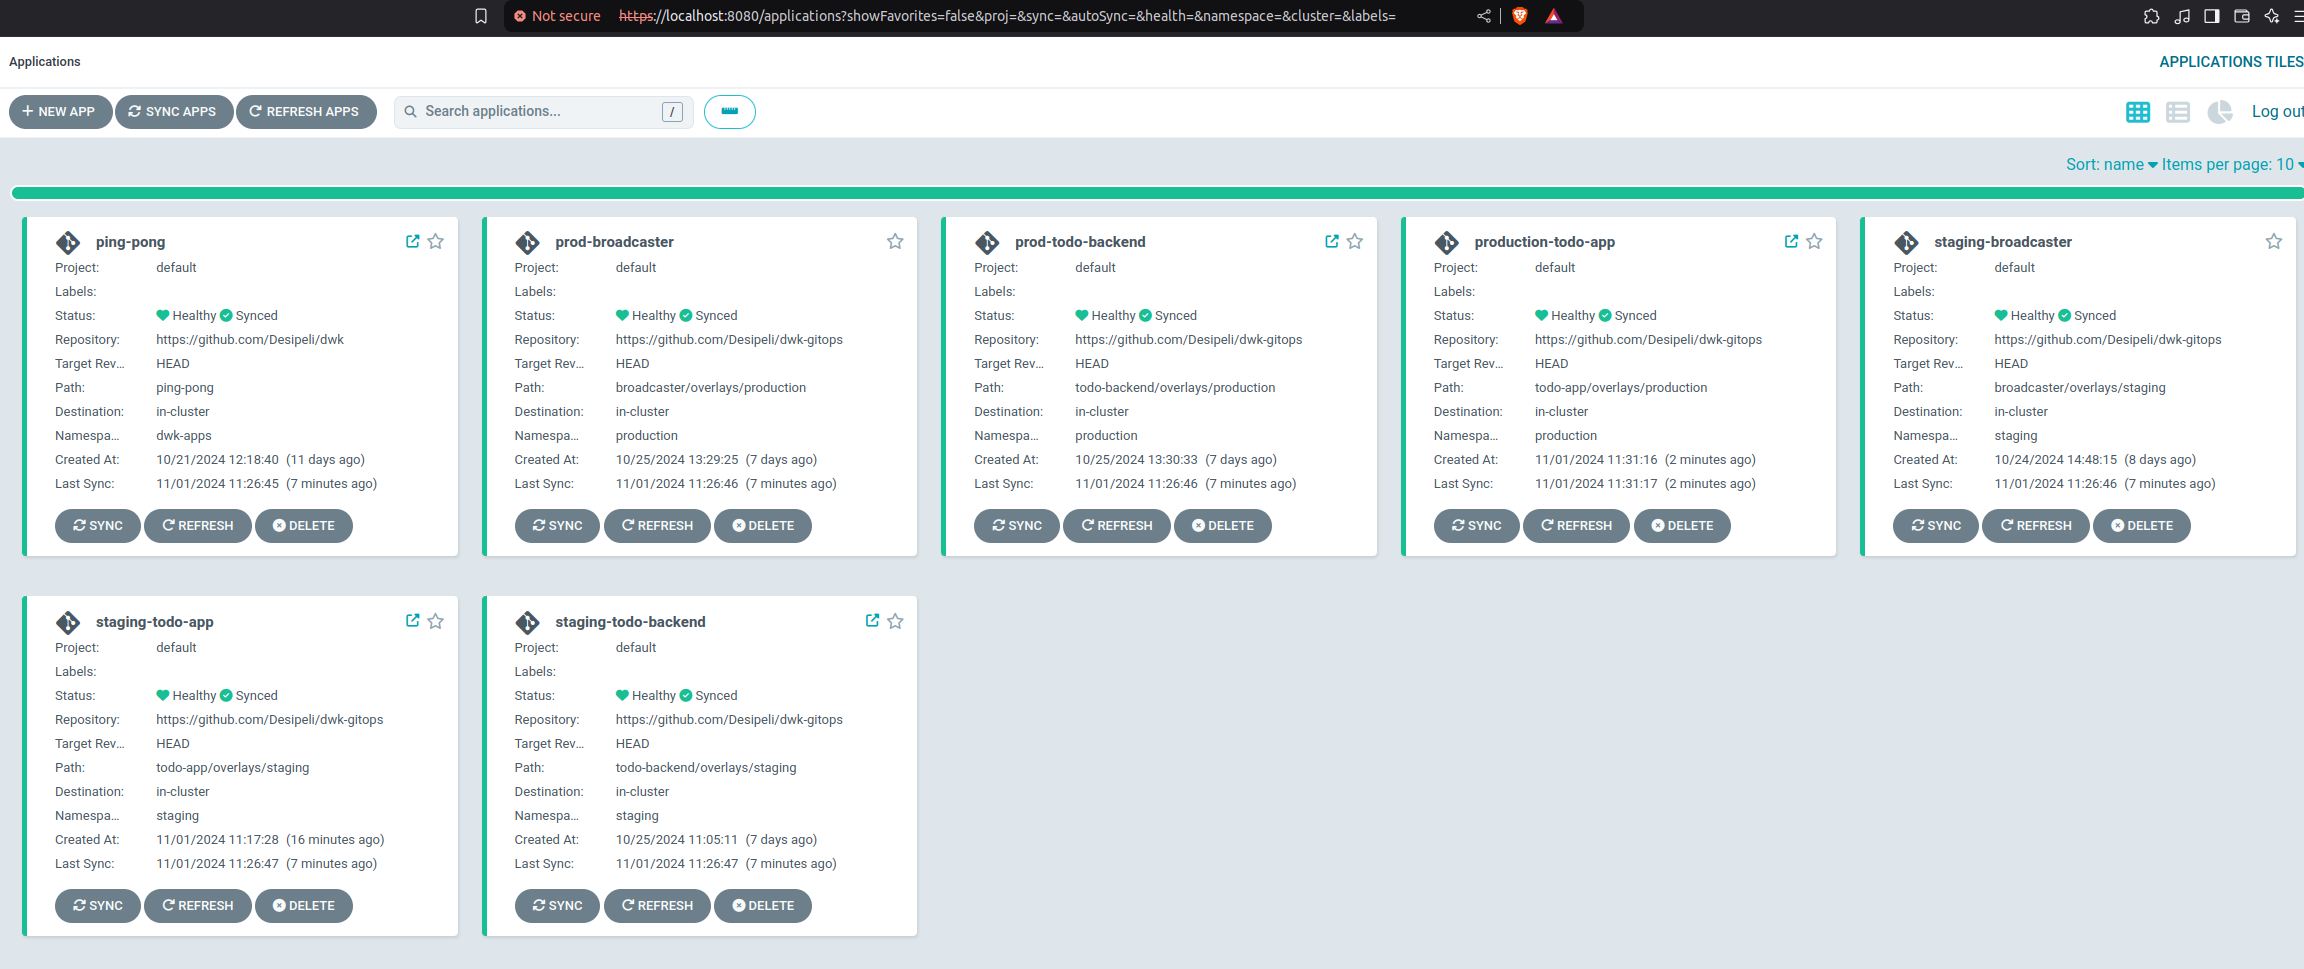 Not secure https://localhost:8080/applications?showFavorites=false&proj=&sync=&autoSync=&health=&namespace=&cluster=&labels=
Applications
APPLICATIONS TILES
NEW APP
SYNC APPS
REFRESH APPS
Search applications...
/
Log out
Sort: name
Items per page: 10
ping-pong
Project: default
Labels:
Status: Healthy Synced
Repository: https://github.com/Desipeli/dwk
Target Rev... HEAD
Path: ping-pong
Destination: in-cluster
Namespa... dwk-apps
Created At: 10/21/2024 12:18:40 (11 days ago)
Last Sync: 11/01/2024 11:26:45 (7 minutes ago)
SYNC REFRESH DELETE
prod-broadcaster
Project: default
Labels:
Status: Healthy Synced
Repository: https://github.com/Desipeli/dwk-gitops
Target Rev... HEAD
Path: broadcaster/overlays/production
Destination: in-cluster
Namespa... production
Created At: 10/25/2024 13:29:25 (7 days ago)
Last Sync: 11/01/2024 11:26:46 (7 minutes ago)
SYNC REFRESH DELETE
prod-todo-backend
Project: default
Labels:
Status: Healthy Synced
Repository: https://github.com/Desipeli/dwk-gitops
Target Rev... HEAD
Path: todo-backend/overlays/production
Destination: in-cluster
Namespa... production
Created At: 10/25/2024 13:30:33 (7 days ago)
Last Sync: 11/01/2024 11:26:46 (7 minutes ago)
SYNC REFRESH DELETE
production-todo-app
Project: default
Labels:
Status: Healthy Synced
Repository: https://github.com/Desipeli/dwk-gitops
Target Rev... HEAD
Path: todo-app/overlays/production
Destination: in-cluster
Namespa... production
Created At: 11/01/2024 11:31:16 (2 minutes ago)
Last Sync: 11/01/2024 11:31:17 (2 minutes ago)
SYNC REFRESH DELETE
staging-broadcaster
Project: default
Labels:
Status: Healthy Synced
Repository: https://github.com/Desipeli/dwk-gitops
Target Rev... HEAD
Path: broadcaster/overlays/staging
Destination: in-cluster
Namespa... staging
Created At: 10/24/2024 14:48:15 (8 days ago)
Last Sync: 11/01/2024 11:26:46 (7 minutes ago)
SYNC REFRESH DELETE
staging-todo-app
Project: default
Labels:
Status: Healthy Synced
Repository: https://github.com/Desipeli/dwk-gitops
Target Rev... HEAD
Path: todo-app/overlays/staging
Destination: in-cluster
Namespa... staging
Created At: 11/01/2024 11:17:28 (16 minutes ago)
Last Sync: 11/01/2024 11:26:47 (7 minutes ago)
SYNC REFRESH DELETE
staging-todo-backend
Project: default
Labels:
Status: Healthy Synced
Repository: https://github.com/Desipeli/dwk-gitops
Target Rev... HEAD
Path: todo-backend/overlays/staging
Destination: in-cluster
Namespa... staging
Created At: 10/25/2024 11:05:11 (7 days ago)
Last Sync: 11/01/2024 11:26:47 (7 minutes ago)
SYNC REFRESH DELETE